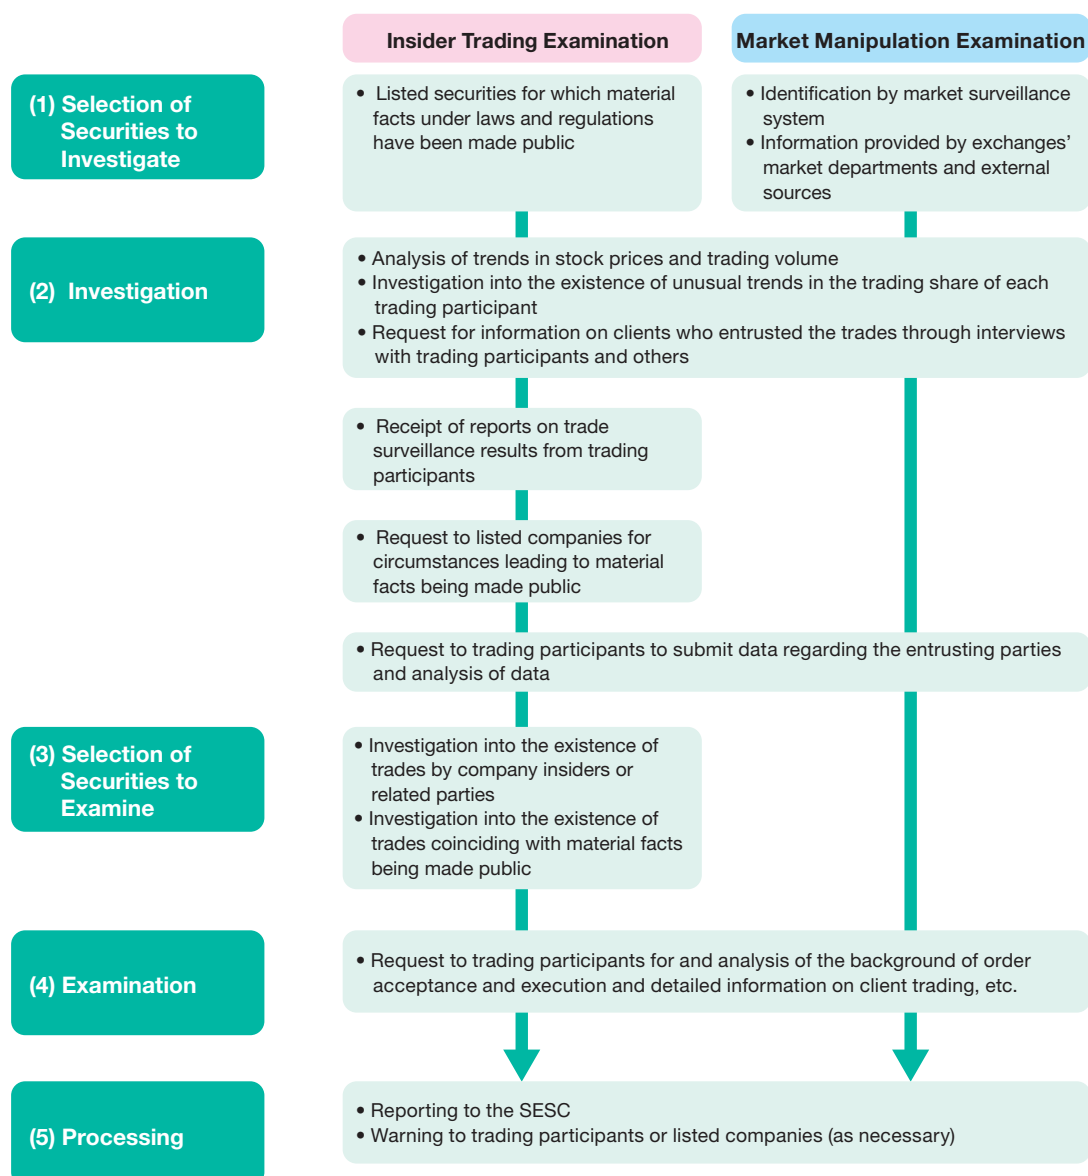 Insider Trading Examination
Market Manipulation Examination
(1) Selection of
Securities to
Investigate
• Listed securities for which material
facts under laws and regulations
have been made public
• Identification by market surveillance
system
• Information provided by exchanges’
market departments and external
sources
(2) Investigation
• Analysis of trends in stock prices and trading volume
• Investigation into the existence of unusual trends in the trading share of each
trading participant
• Request for information on clients who entrusted the trades through interviews
with trading participants and others
• Receipt of reports on trade
surveillance results from trading
participants
• Request to listed companies for
circumstances leading to material
facts being made public
• Request to trading participants to submit data regarding the entrusting parties
and analysis of data
(3) Selection of
Securities to
Examine
• Investigation into the existence of
trades by company insiders or
related parties
• Investigation into the existence of
trades coinciding with material facts
being made public
(4) Examination
• Request to trading participants for and analysis of the background of order
acceptance and execution and detailed information on client trading, etc.
(5) Processing
• Reporting to the SESC
• Warning to trading participants or listed companies (as necessary)